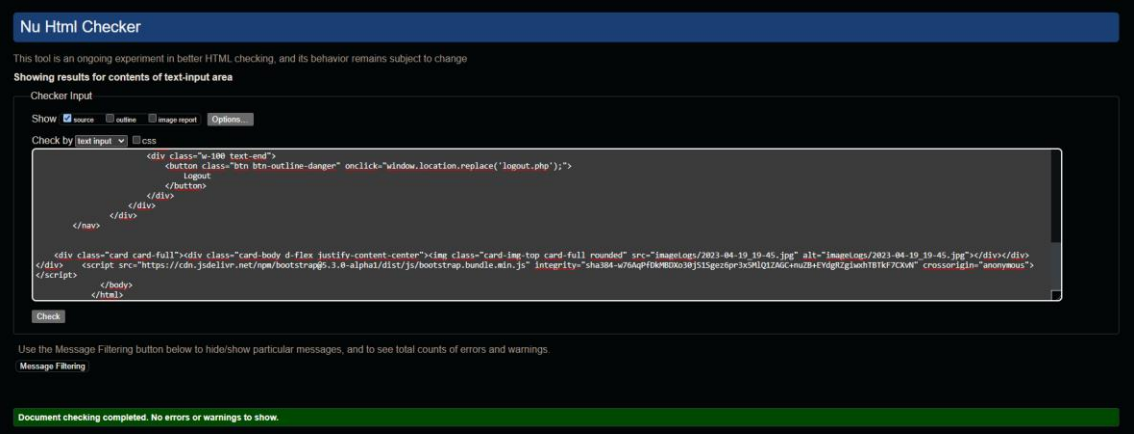 Nu Html Checker
This tool is an ongoing experiment in better HTML checking, and its behavior remains subject to change
Showing results for contents of text-input area
Checker Input
Show source outline image report Options...
Check by text input css
<div class="w-100 text-end">
<button class="btn btn-outline-danger" onclick="window.location.replace('logout.php');">
Logout
</button>
</div>
</div>
</div>
</nav>
<div class="card card-full"><div class="card-body d-flex justify-content-center"><img class="card-img-top card-full rounded" src="imageLogs/2023-04-19_19-45.jpg" alt="imageLogs/2023-04-19_19-45.jpg"></div></div>
</div> <script src="https://cdn.jsdelivr.net/npm/bootstrap@5.3.0-alpha1/dist/js/bootstrap.bundle.min.js" integrity= crossorigin="anonymous">
</script>
</body>
</html>
Check
Use the Message Filtering button below to hide/show particular messages, and to see total counts of errors and warnings.
Message Filtering
Document checking completed. No errors or warnings to show.